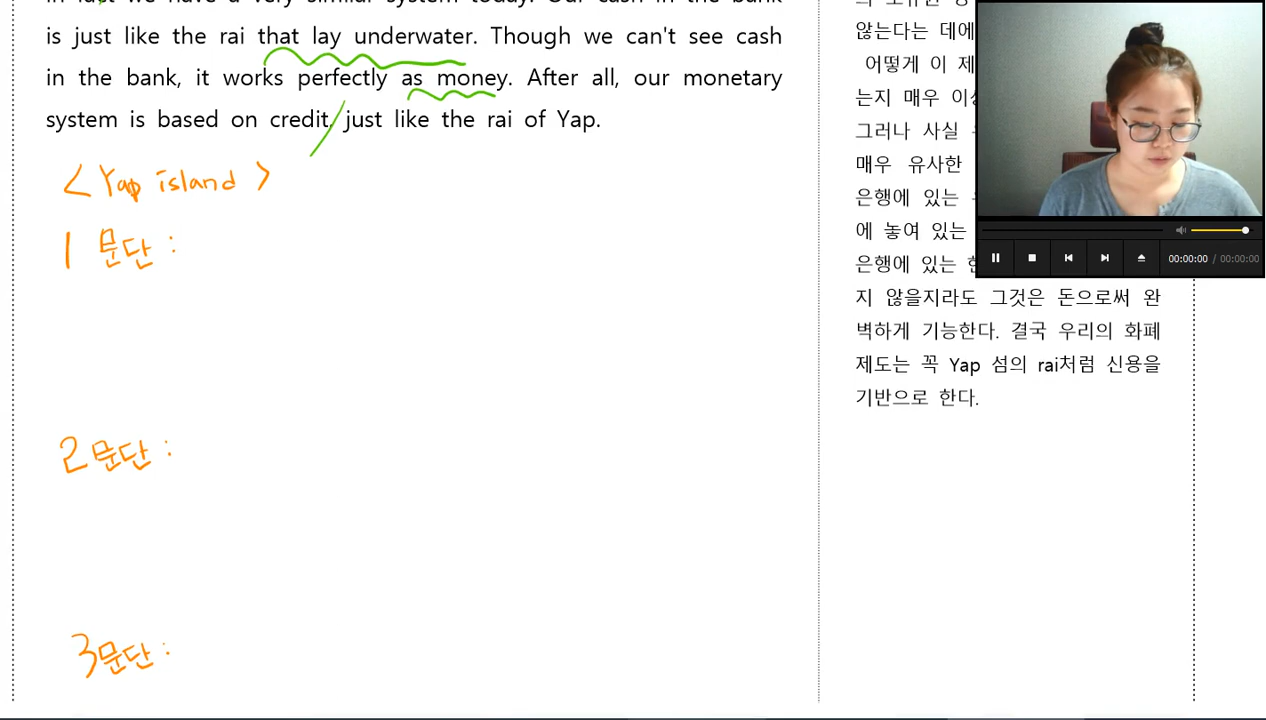 is just like the rai that lay underwater. Though we can't see cash
in the bank, it works perfectly as money. After all, our monetary
system is based on credit, just like the rai of Yap.
<Yap island>
1 문단 :
2 문단 :
3 문단 :
않는다는 데에
어떻게 이 제
는지 매우
그러나 사실
매우 유사한
은행에 있는
에 놓여 있는
은행에 있는
지 않을지라도 그것은 돈으로써 완
벽하게 기능한다. 결국 우리의 화폐
제도는 꼭 Yap 섬의 rai처럼 신용을
기반으로 한다.
00:00:00 / 00:00:00